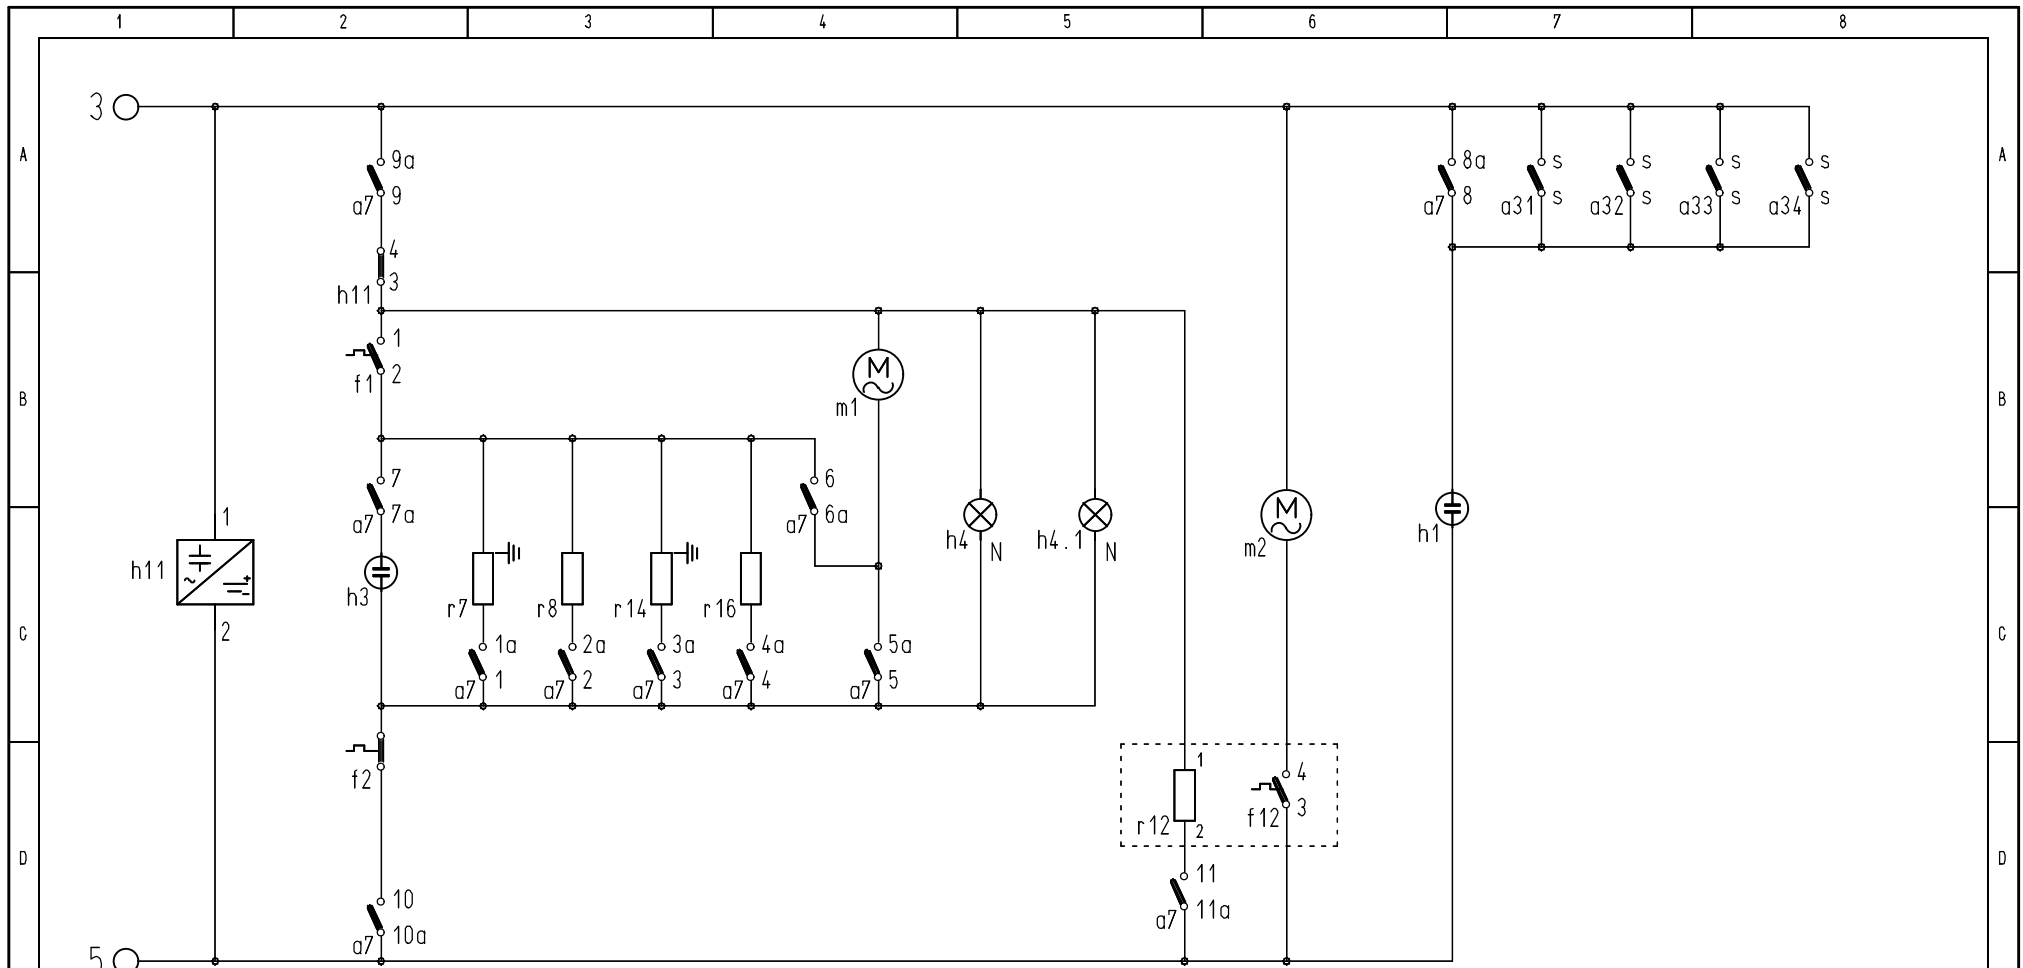 1 2 3 4 5 6 7 8
3
A A
9a
9
a7
8a
8
a7
s
s
a31
s
s
a32
s
s
a33
s
s
a34
4
3
h11
1
2
f1
B B
M
m1
7
7a
a7
6
6a
a7
1
h11
2
h3
r7
r8
r14
r16
h4
N
h4.1
N
M
m2
h1
C C
1a
1
a7
2a
2
a7
3a
3
a7
4a
4
a7
5a
5
a7
f2
1
r12
2
4
3
f12
D D
11
11a
a7
10
10a
a7
5